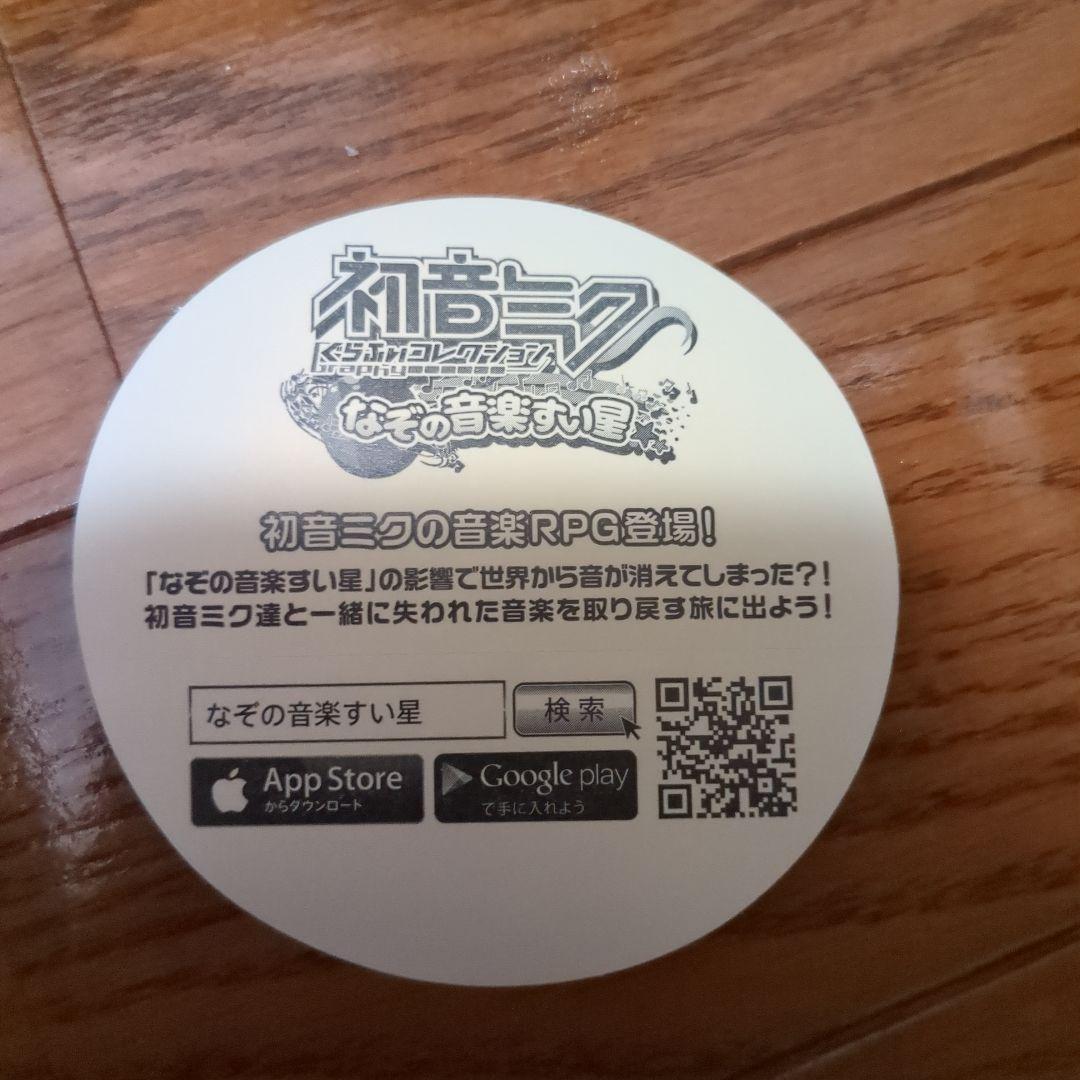 初音ミク
ぐらふぃコレクション
graphy
なぞの音楽すい星
初音ミクの音楽RPG登場!
「なぞの音楽すい星」の影響で世界から音が消えてしまった?!
初音ミク達と一緒に失われた音楽を取り戻す旅に出よう!
なぞの音楽すい星 検索
App Store
からダウンロード
Google play
で手に入れよう